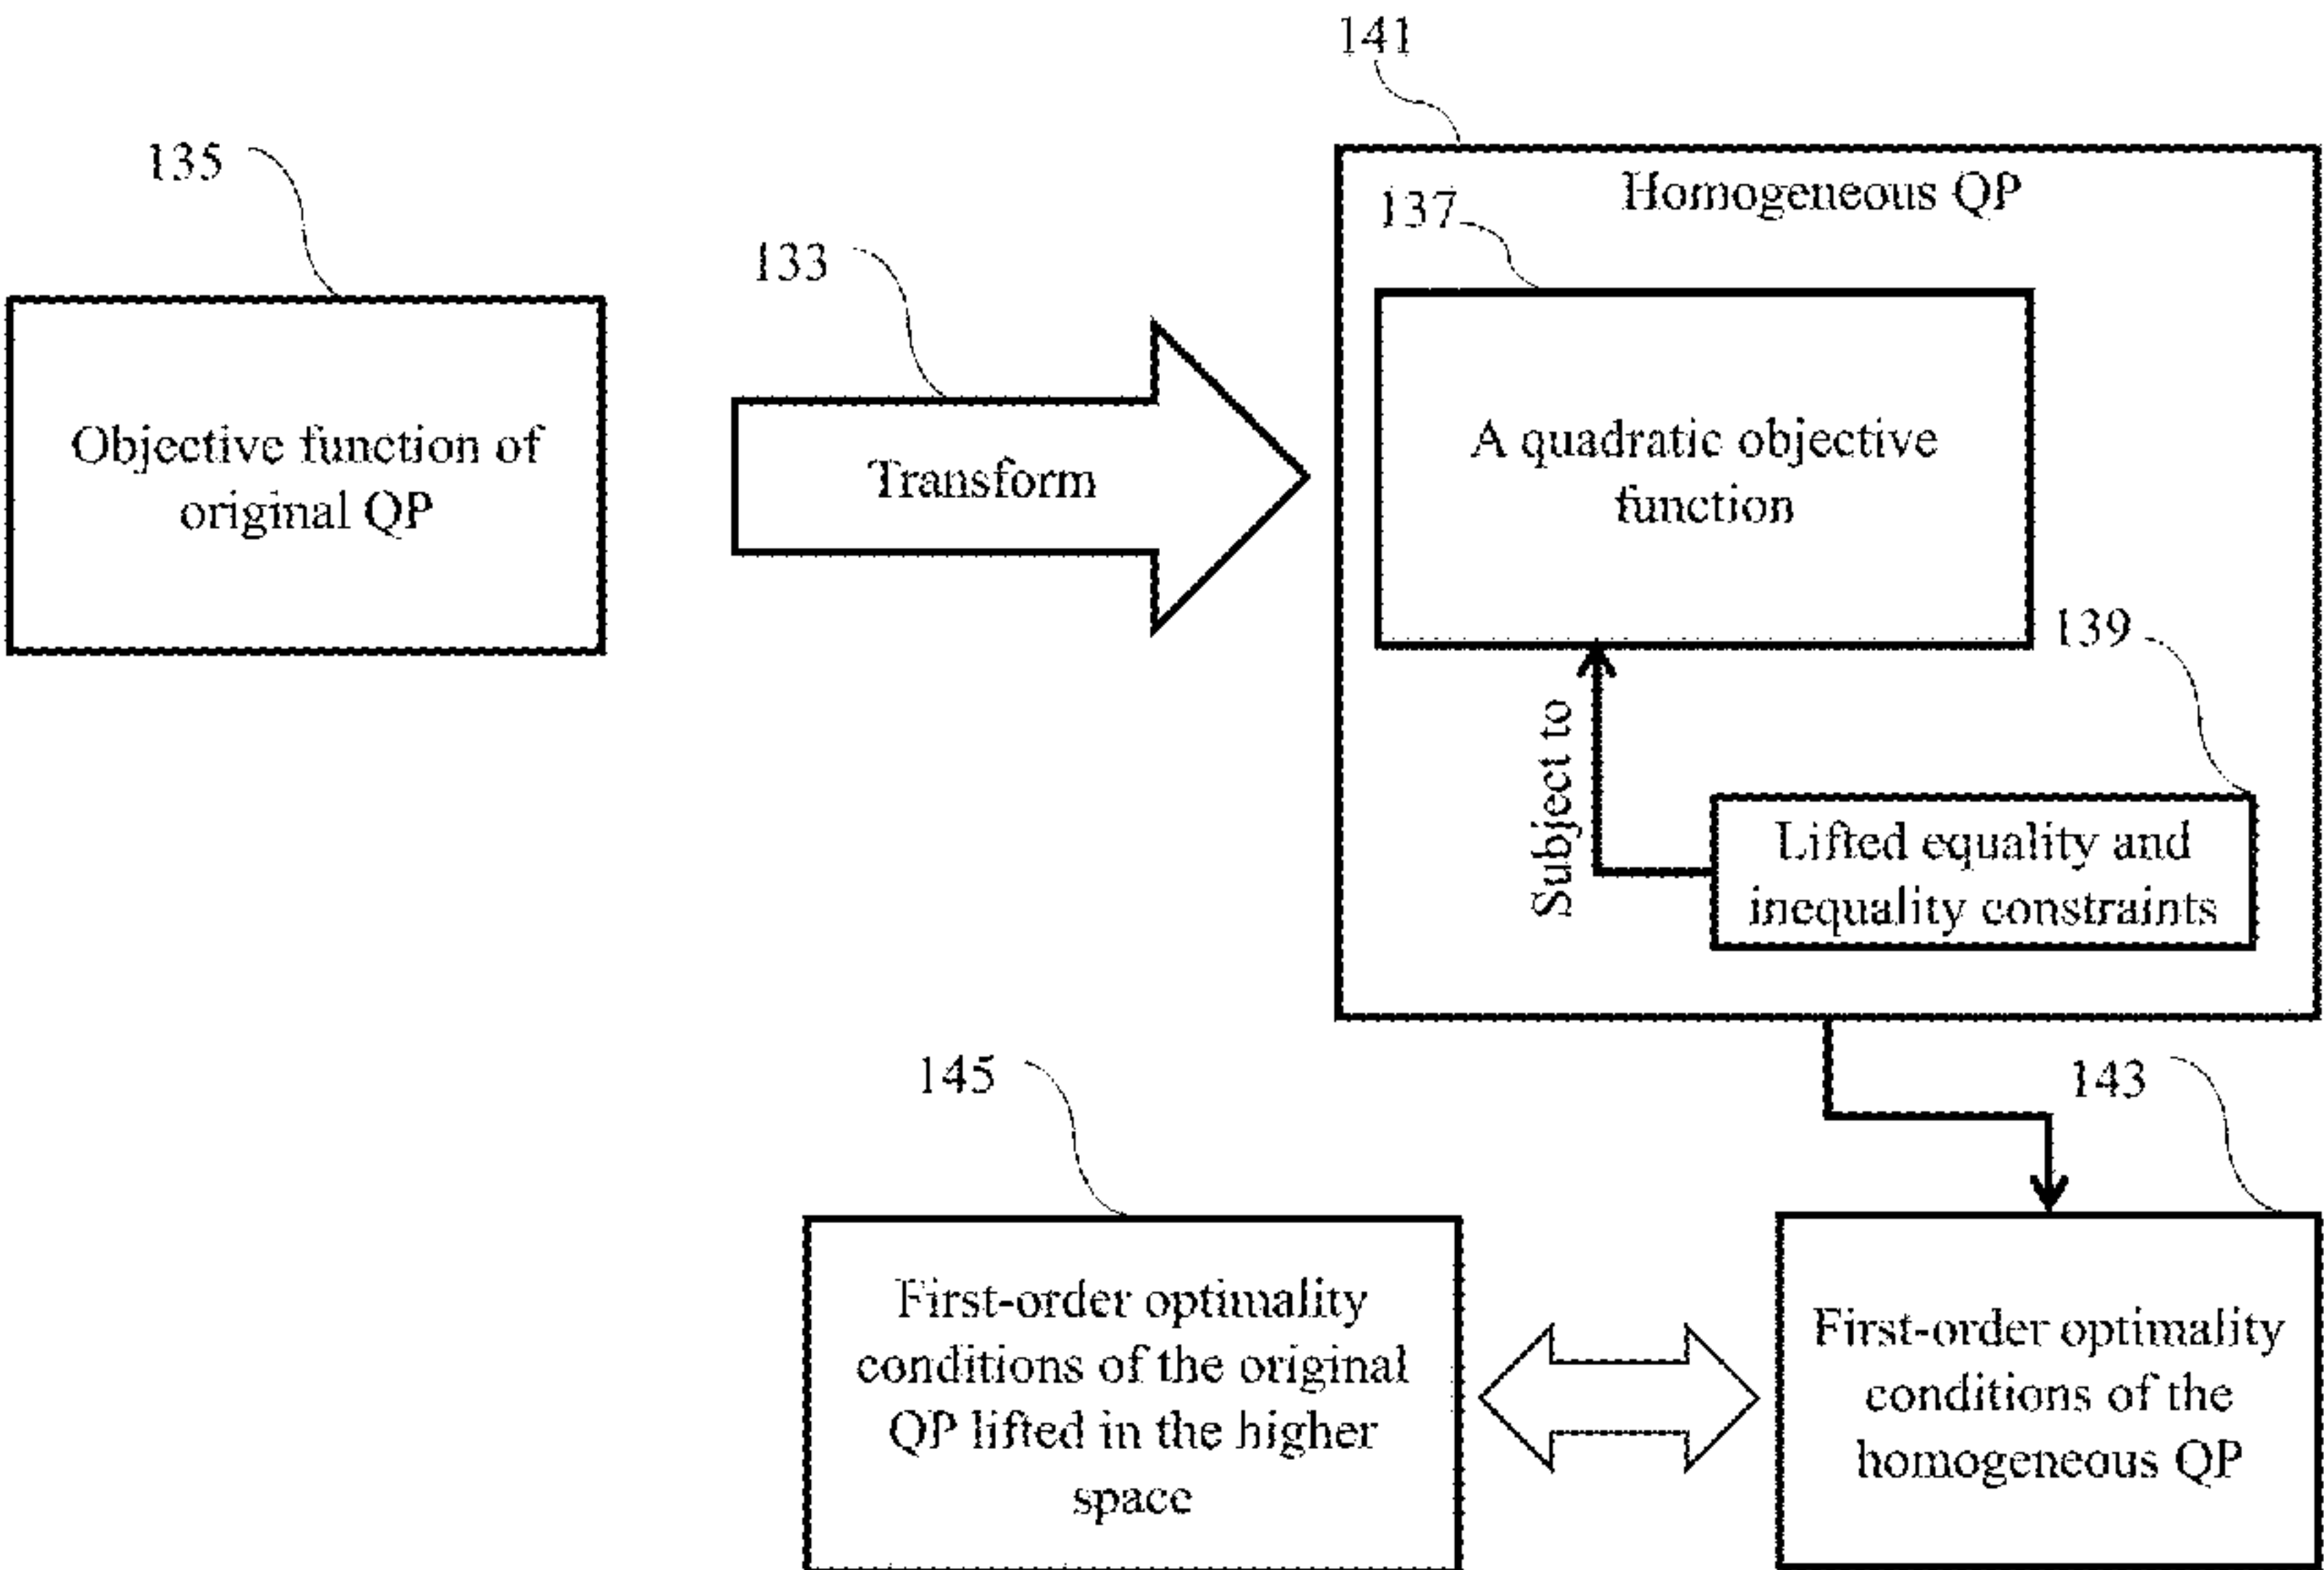 141
135
Homogeneous QP
137
133
Objective function of
original QP
Transform
A quadratic objective
function
139
Subject to
Lifted equality and
inequality constraints
145
143
First-order optimality
conditions of the original
QP lifted in the higher
space
First-order optimality
conditions of the
homogeneous QP